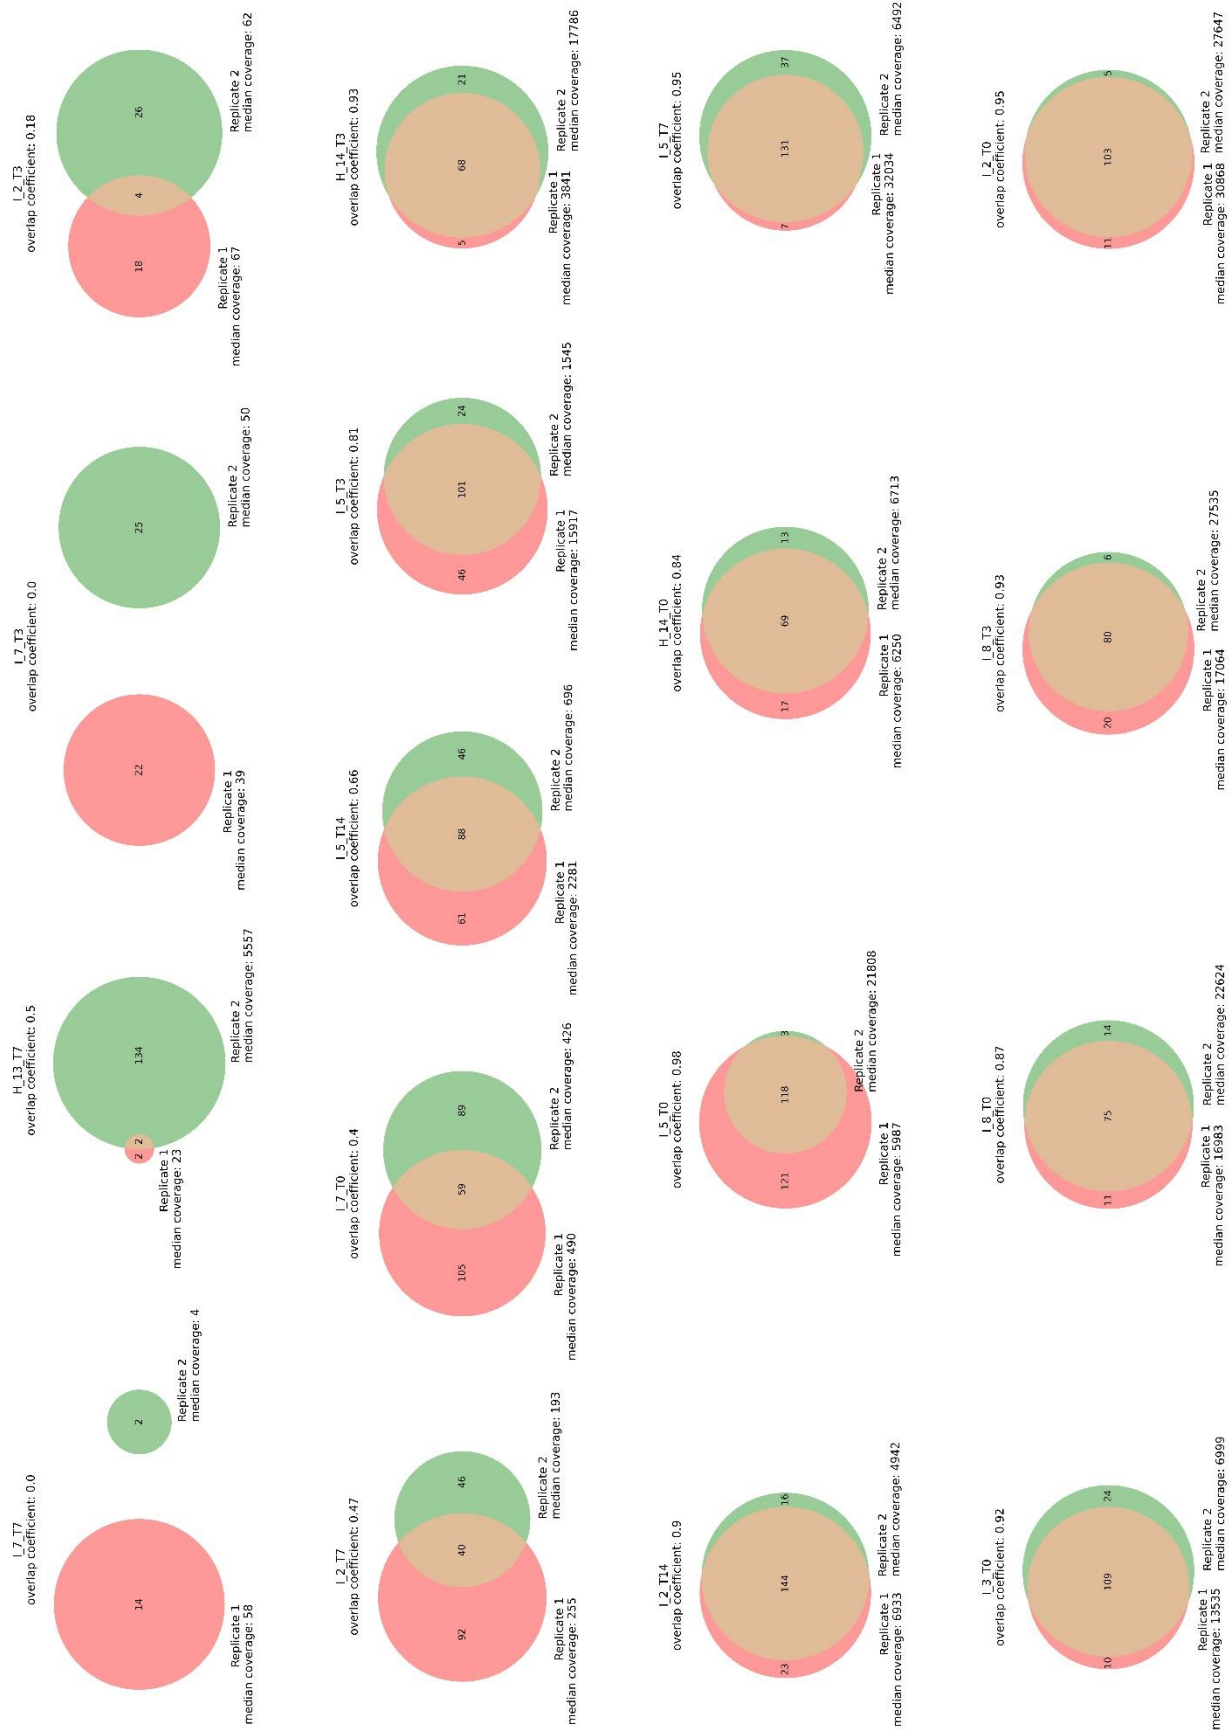 I_7_T7
overlap coefficient: 0.0
14
2
Replicate 1
median coverage: 58
Replicate 2
median coverage: 4
H_13_T7
overlap coefficient: 0.5
2
2
134
Replicate 1
median coverage: 23
Replicate 2
median coverage: 5557
I_7_T3
overlap coefficient: 0.0
22
25
Replicate 1
median coverage: 39
Replicate 2
median coverage: 50
I_2_T3
overlap coefficient: 0.18
18
4
26
Replicate 1
median coverage: 67
Replicate 2
median coverage: 62
I_2_T7
overlap coefficient: 0.47
92
40
46
Replicate 1
median coverage: 255
Replicate 2
median coverage: 193
I_7_T0
overlap coefficient: 0.4
105
59
89
Replicate 1
median coverage: 490
Replicate 2
median coverage: 426
I_5_T14
overlap coefficient: 0.66
61
88
46
Replicate 1
median coverage: 2281
Replicate 2
median coverage: 696
I_5_T3
overlap coefficient: 0.81
46
101
24
Replicate 1
median coverage: 15917
Replicate 2
median coverage: 1545
H_14_T3
overlap coefficient: 0.93
5
68
21
Replicate 1
median coverage: 3841
Replicate 2
median coverage: 17786
I_2_T14
overlap coefficient: 0.9
23
144
16
Replicate 1
median coverage: 6933
Replicate 2
median coverage: 4942
I_5_T0
overlap coefficient: 0.98
121
118
3
Replicate 1
median coverage: 5987
Replicate 2
median coverage: 21808
H_14_T0
overlap coefficient: 0.84
17
69
13
Replicate 1
median coverage: 6250
Replicate 2
median coverage: 6713
I_5_T7
overlap coefficient: 0.95
7
131
37
Replicate 1
median coverage: 32034
Replicate 2
median coverage: 6492
I_3_T0
overlap coefficient: 0.92
10
109
24
Replicate 1
median coverage: 13535
Replicate 2
median coverage: 6999
I_8_T0
overlap coefficient: 0.87
11
75
14
Replicate 1
median coverage: 16983
Replicate 2
median coverage: 22624
I_8_T3
overlap coefficient: 0.93
20
80
6
Replicate 1
median coverage: 17064
Replicate 2
median coverage: 27535
I_2_T0
overlap coefficient: 0.95
11
103
5
Replicate 1
median coverage: 30868
Replicate 2
median coverage: 27647